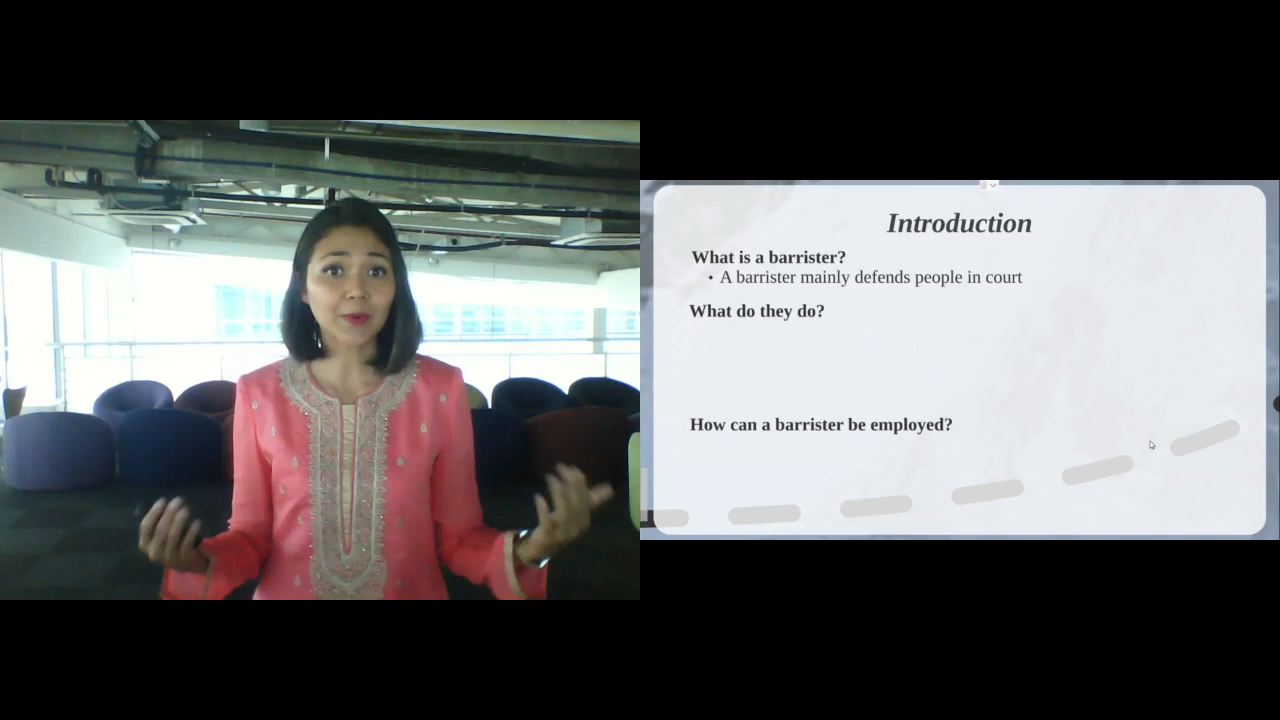 Introduction
What is a barrister?
• A barrister mainly defends people in court
What do they do?
How can a barrister be employed?